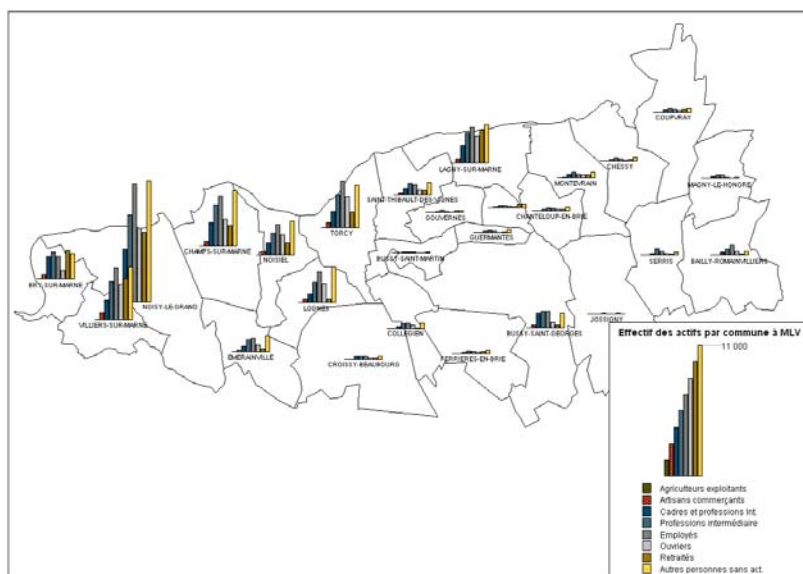 COUPVRAY
LAGNY-SUR-MARNE
CHESSY
MONTEVRAIN
MAGNY-LE-HONGRE
SAINT-THIBAULT-DES-VIGNES
GOUVERNES
CHANTELOUP-EN-BRIE
TORCY
GUERMANTES
CHAMPS-SUR-MARNE
NOISIEL
BUSSY-SAINT-MARTIN
SERRIS
BAILLY-ROMAINVILLIERS
BRY-SUR-MARNE
NOISY-LE-GRAND
LOGNES
JOSSIGNY
VILLIERS-SUR-MARNE
COLLEGIEN
BUSSY-SAINT-GEORGES
EMERAINVILLE
CROISSY-BEAUBOURG
FERRIERES-EN-BRIE
Effectif des actifs par commune à MLV
11 000
Agriculteurs exploitants
Artisans commerçants
Cadres et professions Int.
Professions intermédiaire
Employés
Ouvriers
Retraités
Autres personnes sans act.